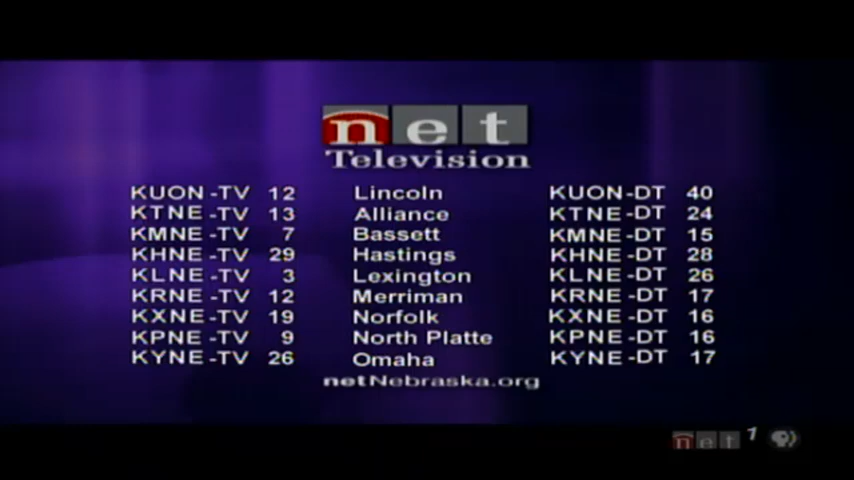 net
Television
KUON-TV 12 Lincoln KUON-DT 40
KTNE-TV 13 Alliance KTNE-DT 24
KMNE-TV 7 Bassett KMNE-DT 15
KHNE-TV 29 Hastings KHNE-DT 28
KLNE-TV 3 Lexington KLNE-DT 26
KRNE-TV 12 Merriman KRNE-DT 17
KXNE-TV 19 Norfolk KXNE-DT 16
KPNE-TV 9 North Platte KPNE-DT 16
KYNE-TV 26 Omaha KYNE-DT 17
netNebraska.org
net 1